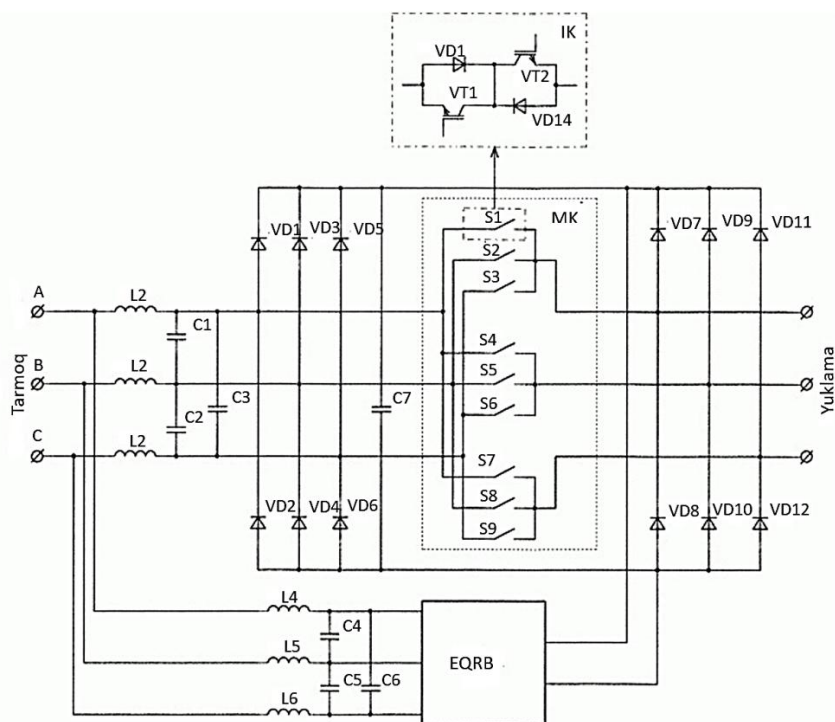 IK
VD1
VT2
VT1
VD14
S1
MK
VD1
VD3
VD5
S2
VD7
VD9
VD11
S3
A
L2
C1
S4
B
L2
S5
Tarmoq
C3
C7
Yuklama
C2
S6
C
L2
S7
S8
VD2
VD4
VD6
S9
VD8
VD10
VD12
L4
C4
L5
EQRB
C5
C6
L6